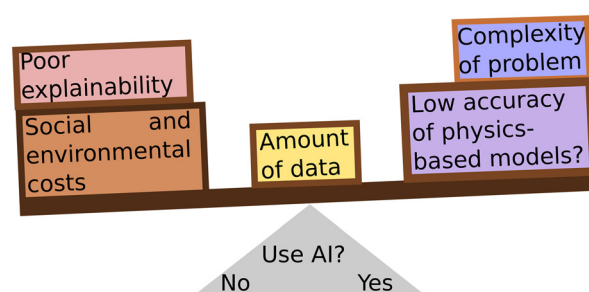 Poor
explainability
Social and
environmental
costs
Amount
of data
Complexity
of problem
Low accuracy
of physics-
based models?
Use AI?
No Yes